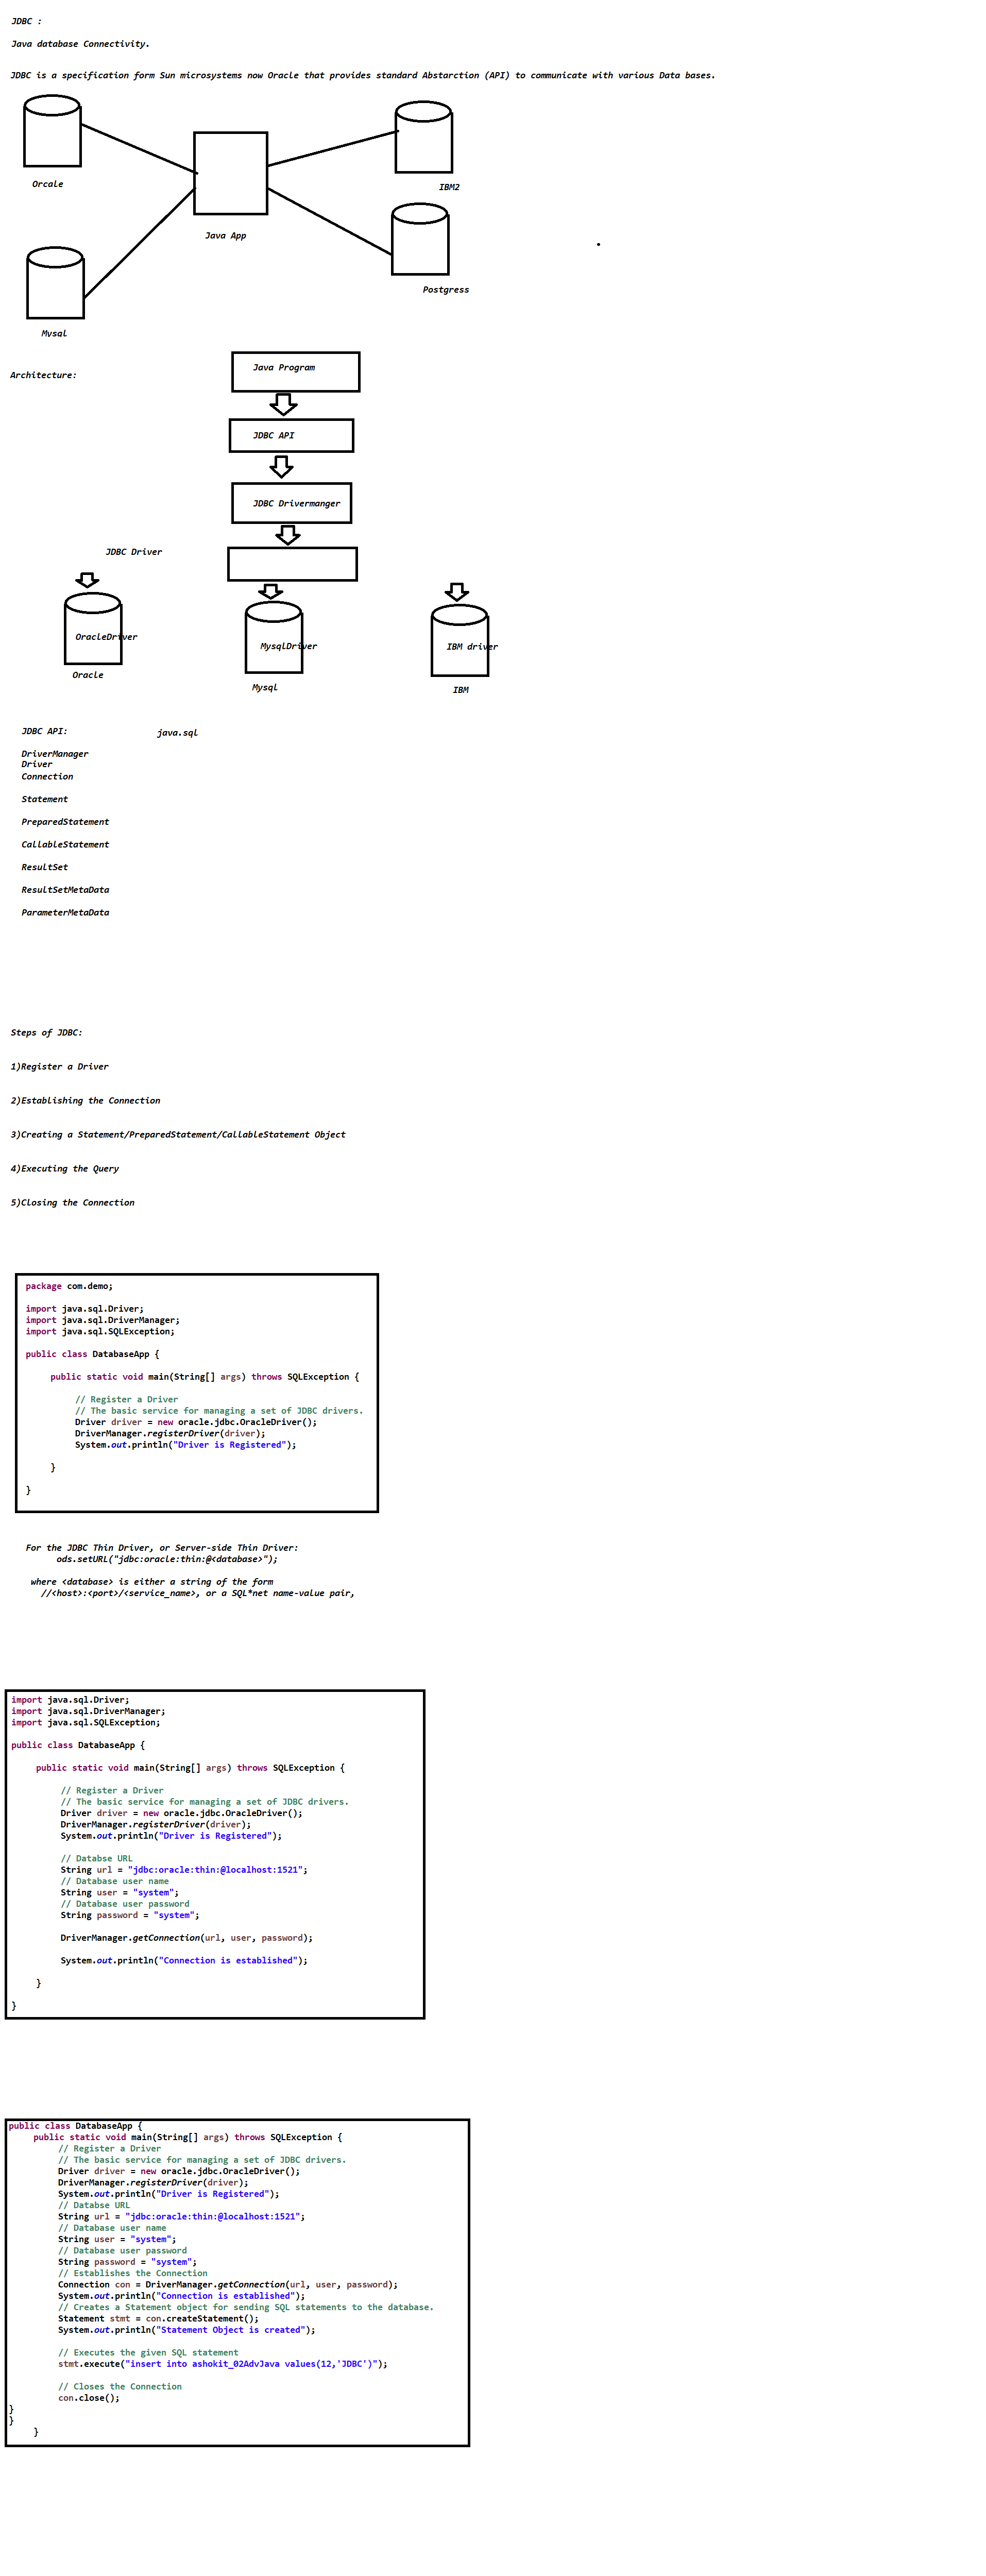 JDBC :
Java database Connectivity.
JDBC is a specification form Sun microsystems now Oracle that provides standard Abstarction (API) to communicate with various Data bases.
Orcale
IBM2
Java App
Postgress
Mysql
Java Program
Architecture:
JDBC API
JDBC Drivermanger
JDBC Driver
OracleDriver
MysqlDriver
IBM driver
Oracle
Mysql
IBM
JDBC API:
java.sql
DriverManager
Driver
Connection
Statement
PreparedStatement
CallableStatement
ResultSet
ResultSetMetaData
ParameterMetaData
Steps of JDBC:
1)Register a Driver
2)Establishing the Connection
3)Creating a Statement/PreparedStatement/CallableStatement Object
4)Executing the Query
5)Closing the Connection
package com.demo;
import java.sql.Driver;
import java.sql.DriverManager;
import java.sql.SQLException;
public class DatabaseApp {
public static void main(String[] args) throws SQLException {
// Register a Driver
// The basic service for managing a set of JDBC drivers.
Driver driver = new oracle.jdbc.OracleDriver();
DriverManager.registerDriver(driver);
System.out.println("Driver is Registered");
}
}
For the JDBC Thin Driver, or Server-side Thin Driver:
ods.setURL("jdbc:oracle:thin:@<database>");
where <database> is either a string of the form
//<host>:<port>/<service_name>, or a SQL*net name-value pair,
import java.sql.Driver;
import java.sql.DriverManager;
import java.sql.SQLException;
public class DatabaseApp {
public static void main(String[] args) throws SQLException {
// Register a Driver
// The basic service for managing a set of JDBC drivers.
Driver driver = new oracle.jdbc.OracleDriver();
DriverManager.registerDriver(driver);
System.out.println("Driver is Registered");
// Databse URL
String url = "jdbc:oracle:thin:@localhost:1521";
// Database user name
String user = "system";
// Database user password
String password = "system";
DriverManager.getConnection(url, user, password);
System.out.println("Connection is established");
}
}
public class DatabaseApp {
public static void main(String[] args) throws SQLException {
// Register a Driver
// The basic service for managing a set of JDBC drivers.
Driver driver = new oracle.jdbc.OracleDriver();
DriverManager.registerDriver(driver);
System.out.println("Driver is Registered");
// Databse URL
String url = "jdbc:oracle:thin:@localhost:1521";
// Database user name
String user = "system";
// Database user password
String password = "system";
// Establishes the Connection
Connection con = DriverManager.getConnection(url, user, password);
System.out.println("Connection is established");
// Creates a Statement object for sending SQL statements to the database.
Statement stmt = con.createStatement();
System.out.println("Statement Object is created");
// Executes the given SQL statement
stmt.execute("insert into ashokit_02AdvJava values(12,'JDBC')");
// Closes the Connection
con.close();
}
}
}